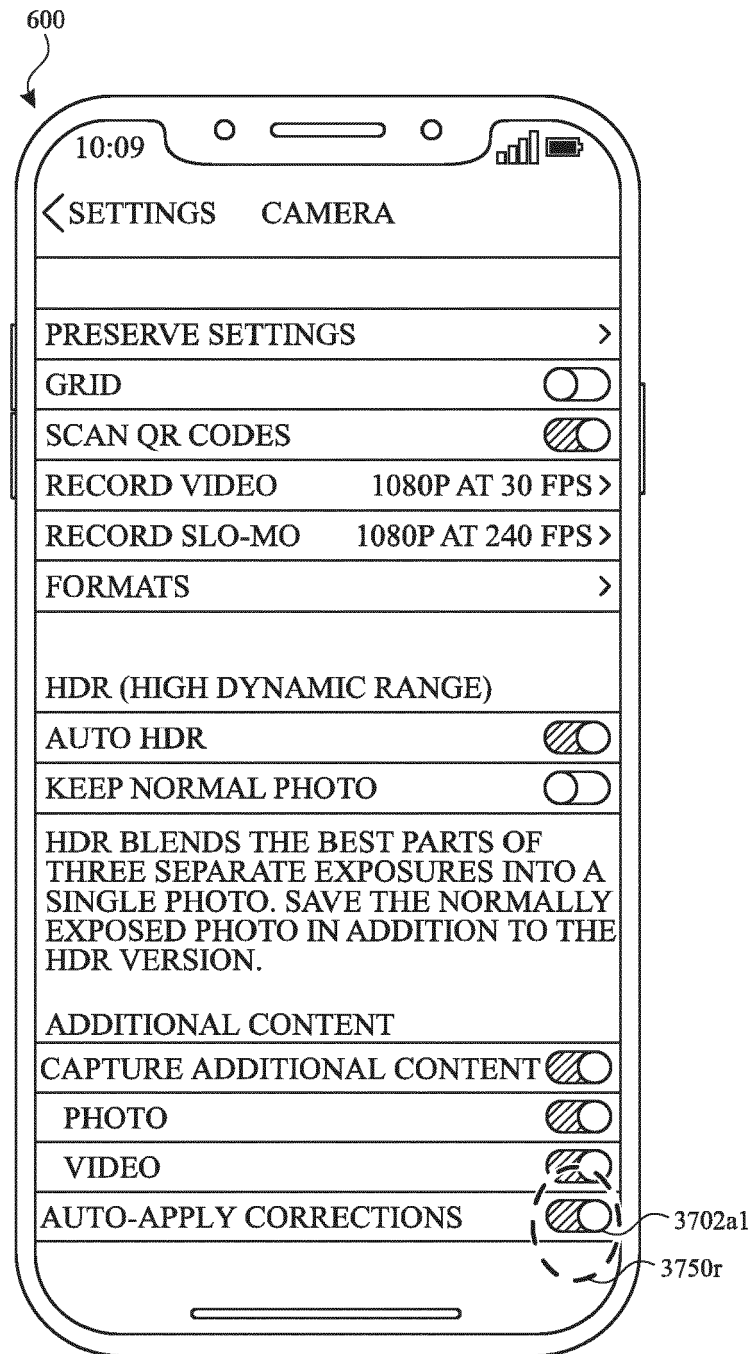 600
10:09
SETTINGS CAMERA
PRESERVE SETTINGS
GRID
SCAN QR CODES
RECORD VIDEO 1080P AT 30 FPS
RECORD SLO-MO 1080P AT 240 FPS
FORMATS
HDR (HIGH DYNAMIC RANGE)
AUTO HDR
KEEP NORMAL PHOTO
HDR BLENDS THE BEST PARTS OF
THREE SEPARATE EXPOSURES INTO A
SINGLE PHOTO. SAVE THE NORMALLY
EXPOSED PHOTO IN ADDITION TO THE
HDR VERSION.
ADDITIONAL CONTENT
CAPTURE ADDITIONAL CONTENT
PHOTO
VIDEO
AUTO-APPLY CORRECTIONS
3702a1
3750r